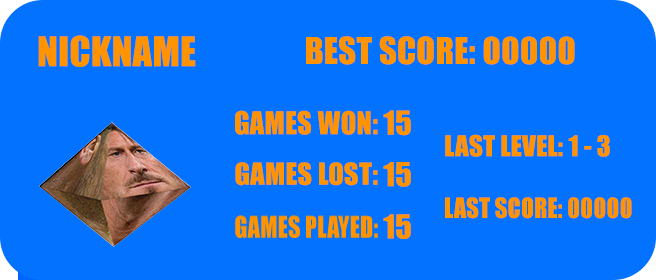 NICKNAME
BEST SCORE: 00000
GAMES WON: 15
GAMES LOST: 15
GAMES PLAYED: 15
LAST LEVEL: 1 - 3
LAST SCORE: 00000